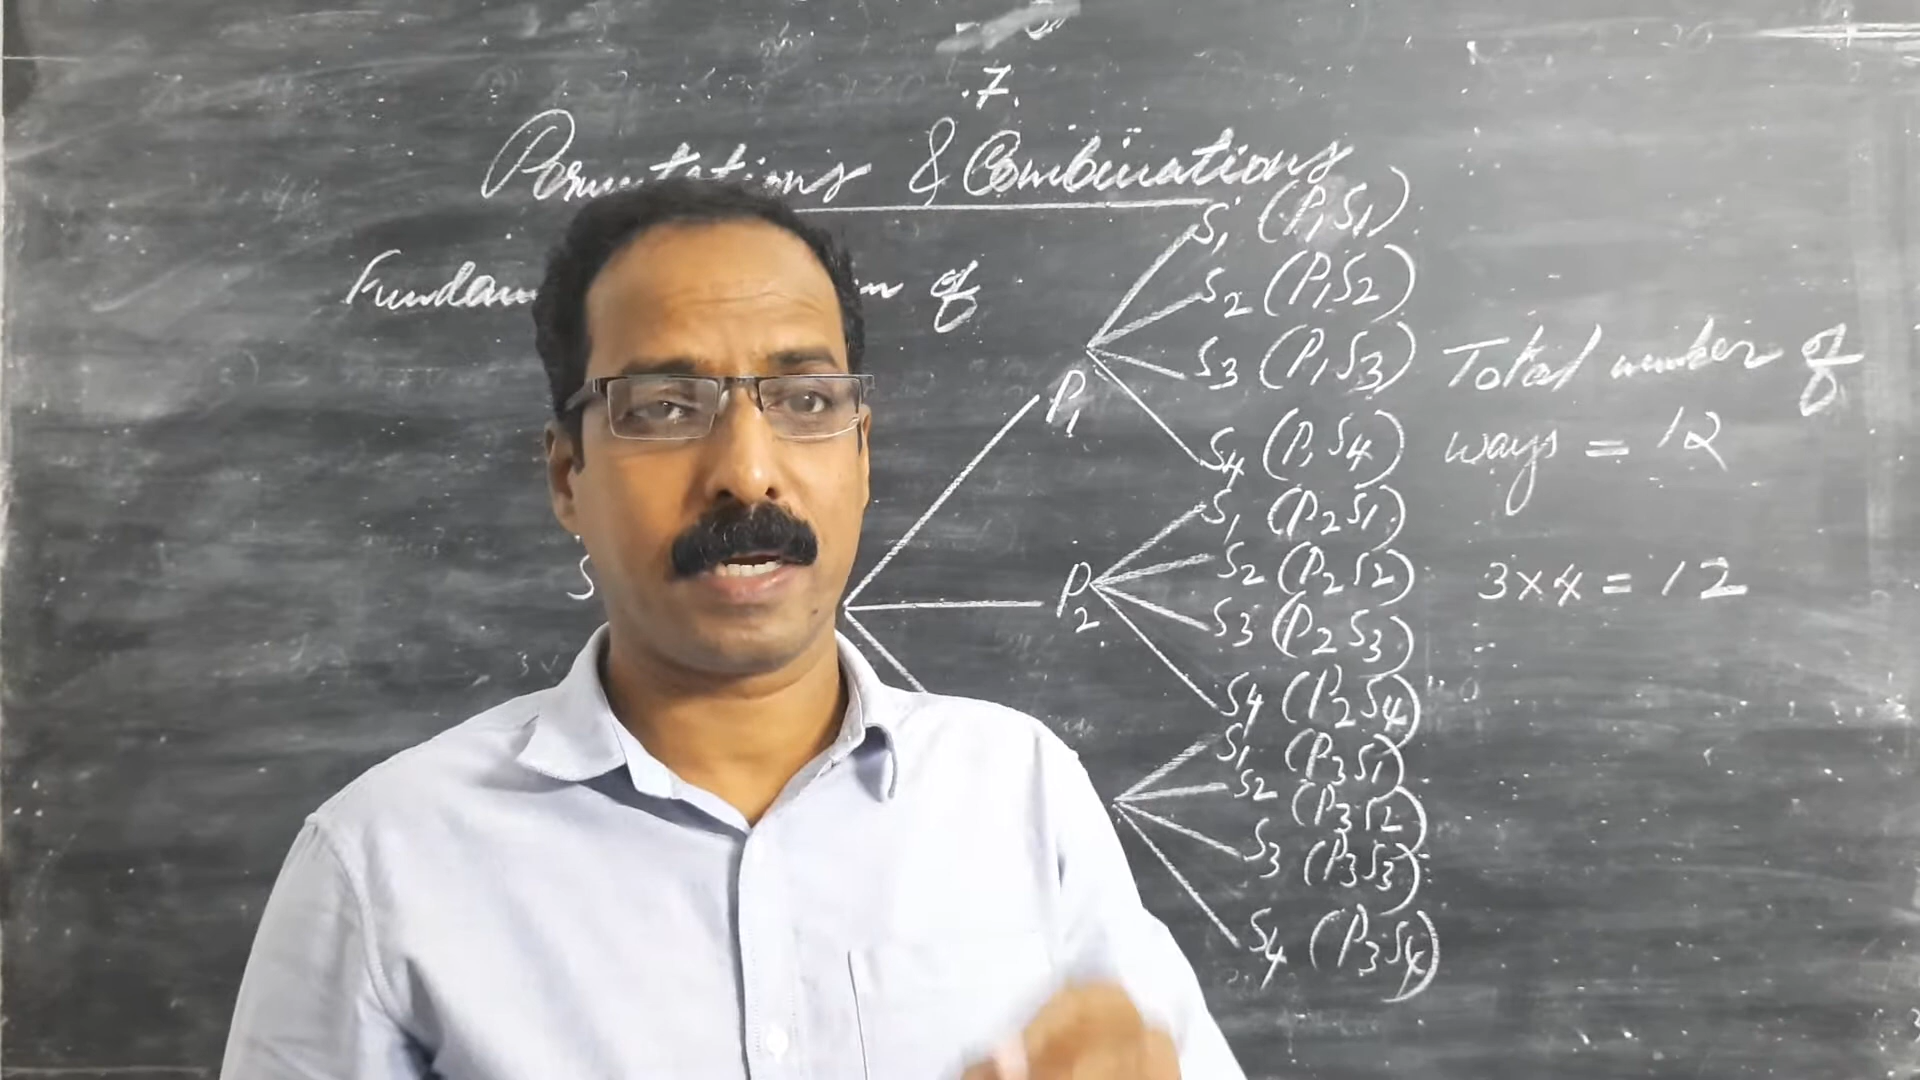 .7.
Permutations & Combinations
of
S1 (P1S1)
S2 (P1S2)
S3 (P1S3)
S4 (P1S4)
P1
S1 (P2S1)
S2 (P2S2)
S3 (P2S3)
S4 (P2S4)
P2
S1 (P3S1)
S2 (P3S2)
S3 (P3S3)
S4 (P3S4)
Total number of
ways = 12
3×4 = 12